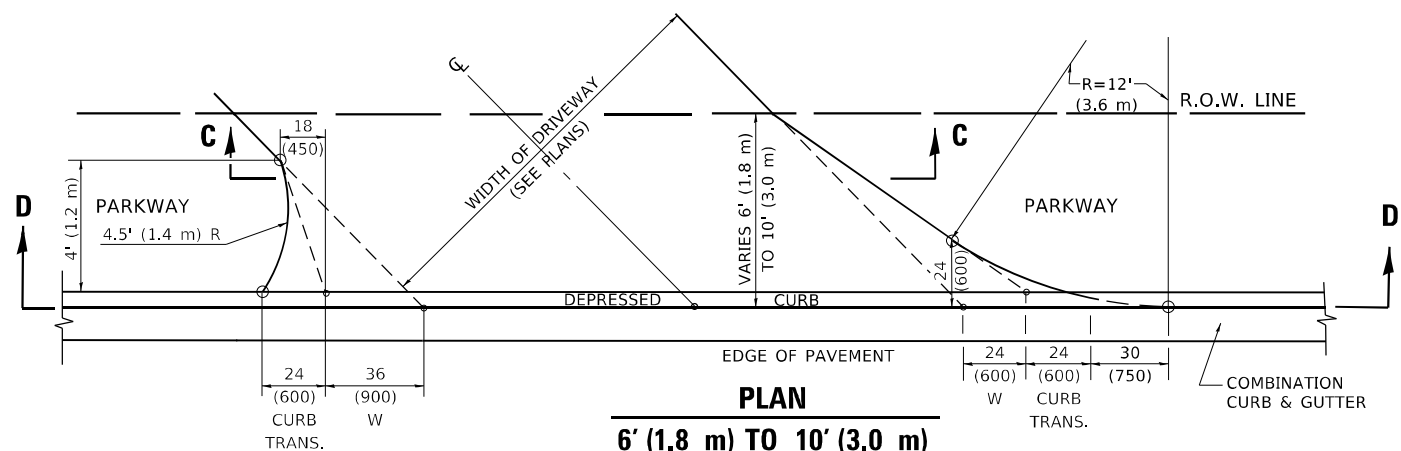 ℄
WIDTH OF DRIVEWAY
(SEE PLANS)
R=12'
(3.6 m)
R.O.W. LINE
18
(450)
C
C
4' (1.2 m)
PARKWAY
4.5' (1.4 m) R
VARIES 6' (1.8 m)
TO 10' (3.0 m)
PARKWAY
D
D
24
(600)
DEPRESSED CURB
EDGE OF PAVEMENT
24
(600)
CURB
TRANS.
36
(900)
W
24
(600)
W
24
(600)
CURB
TRANS.
30
(750)
COMBINATION
CURB & GUTTER
PLAN
6' (1.8 m) TO 10' (3.0 m)